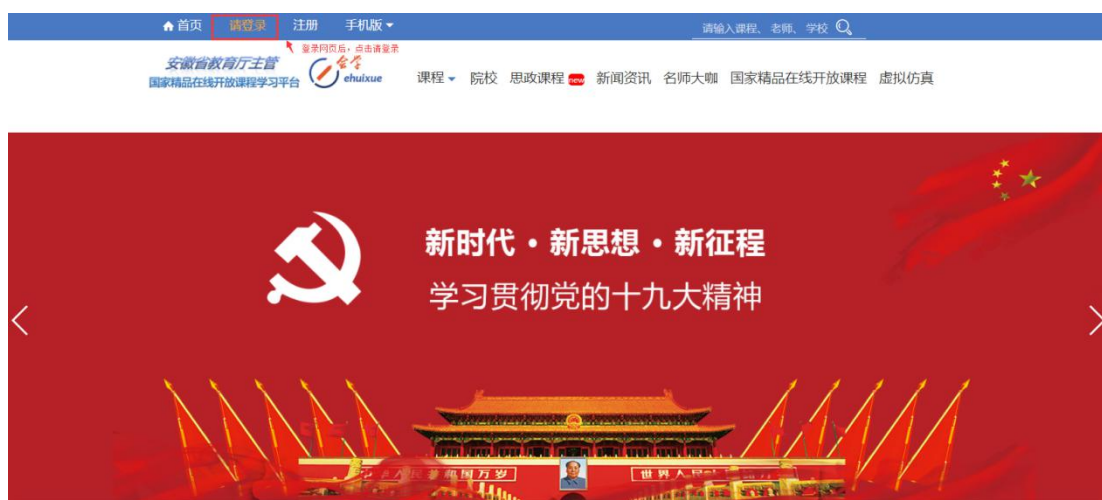 首页 请登录 注册 手机版 请输入课程、老师、学校
登录网页后,点击请登录
安徽省教育厅主管
国家精品在线开放课程学习平台
会学
ehuixue
课程 院校 思政课程 new 新闻资讯 名师大咖 国家精品在线开放课程 虚拟仿真
新时代·新思想·新征程
学习贯彻党的十九大精神
国万岁
世界人民